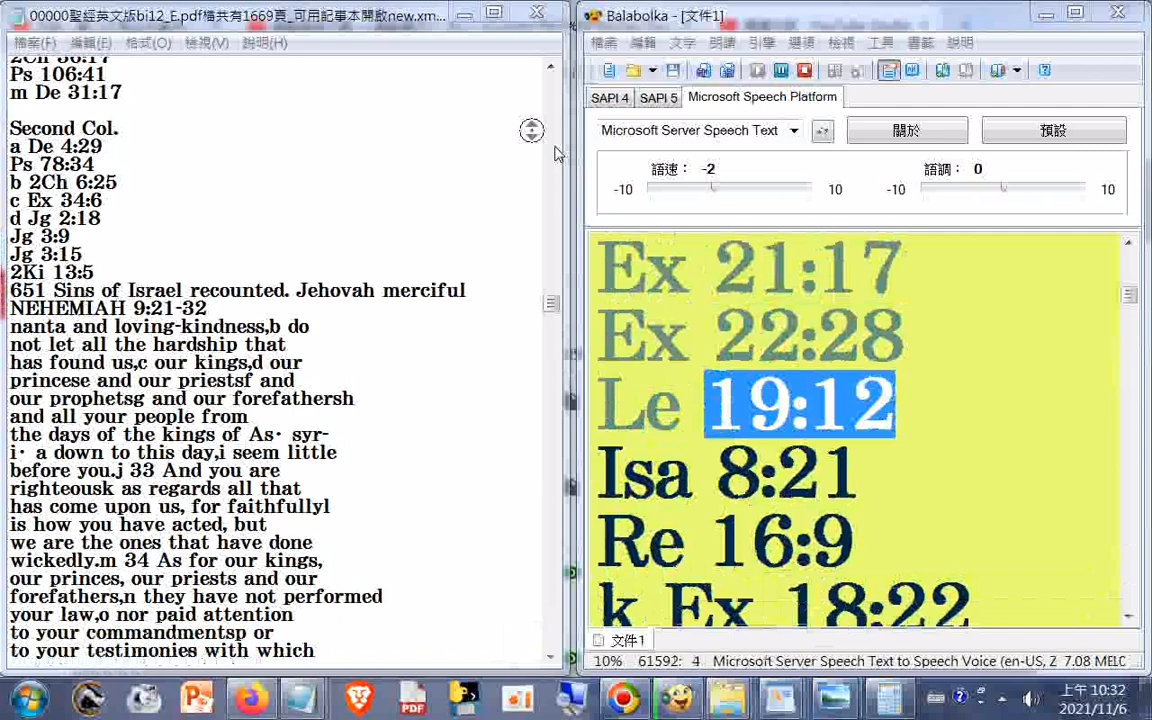 00000聖經英文版bi12_E.pdf檔共有1669頁_可用記事本開啟new.xm...
檔案(F) 編輯(E) 格式(O) 檢視(V) 說明(H)
2Ch 36:17
Ps 106:41
m De 31:17
Second Col.
a De 4:29
Ps 78:34
b 2Ch 6:25
c Ex 34:6
d Jg 2:18
Jg 3:9
Jg 3:15
2Ki 13:5
651 Sins of Israel recounted. Jehovah merciful
NEHEMIAH 9:21-32
nanta and loving-kindness,b do
not let all the hardship that
has found us,c our kings,d our
princese and our priestsf and
our prophetsg and our forefathersh
and all your people from
the days of the kings of As· syr-
i· a down to this day,i seem little
before you.j 33 And you are
righteousk as regards all that
has come upon us, for faithfullyl
is how you have acted, but
we are the ones that have done
wickedly.m 34 As for our kings,
our princes, our priests and our
forefathers,n they have not performed
your law,o nor paid attention
to your commandmentsp or
to your testimonies with which
Balabolka - [文件1]
檔案 編輯 文字 朗讀 引擎 選項 檢視 工具 書籤 說明
SAPI 4 SAPI 5 Microsoft Speech Platform
Microsoft Server Speech Text 關於 預設
語速： -2 語調： 0
-10 10 -10 10
Ex 21:17
Ex 22:28
Le 19:12
Isa 8:21
Re 16:9
k Ex 18:22
文件1
10% 61592: 4 Microsoft Server Speech Text to Speech Voice (en-US, Z 7.08 MELC
PDF
上午 10:32
2021/11/6